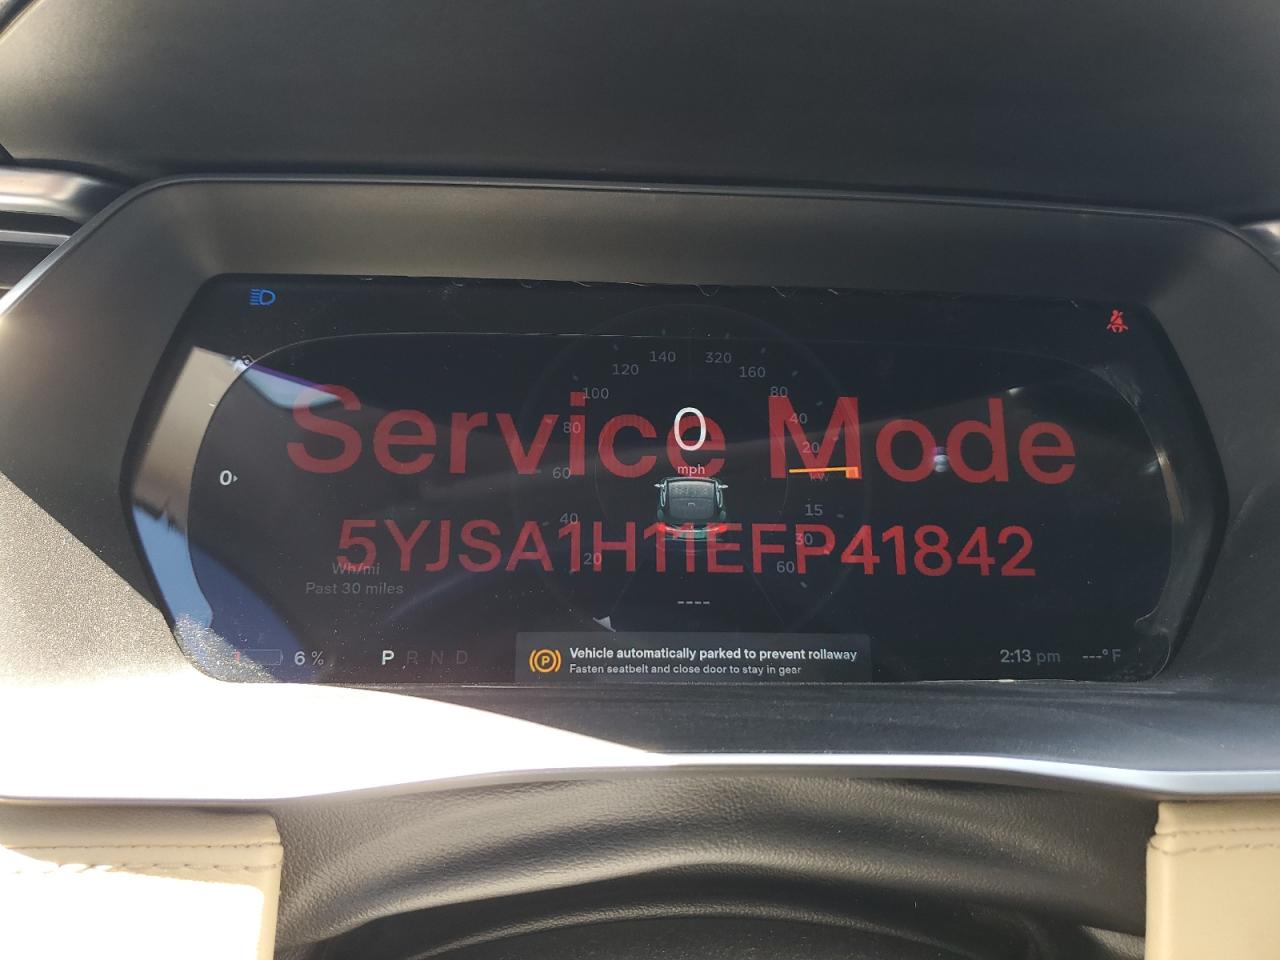 140 320
120 160
100 80
Service Mode
0
80 40
20
mph
60
0
5YJSA1H11EFP41842
40 15
30
20 60
Wh/mi
Past 30 miles
----
6 % P R N D
Vehicle automatically parked to prevent rollaway
Fasten seatbelt and close door to stay in gear
2:13 pm ---° F